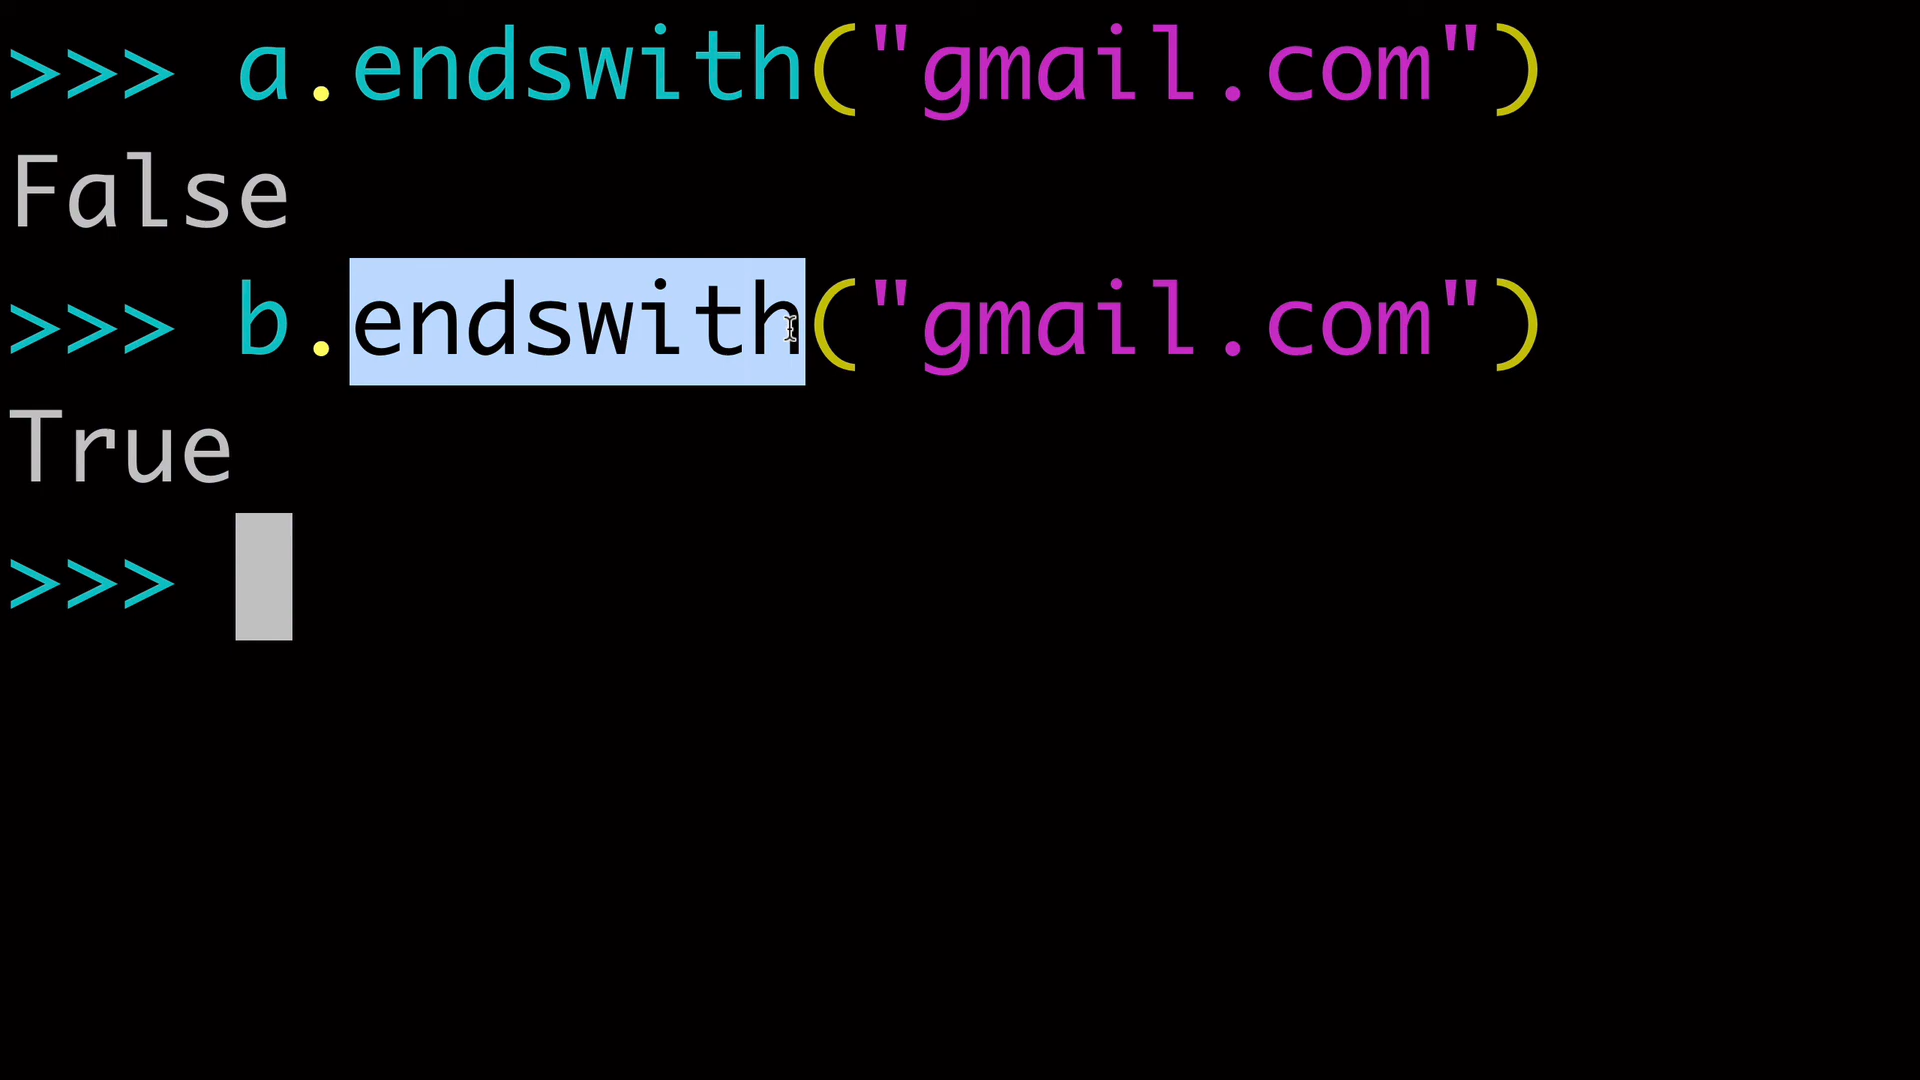 >>> a.endswith("gmail.com")
False
>>> b.endswith("gmail.com")
True
>>>